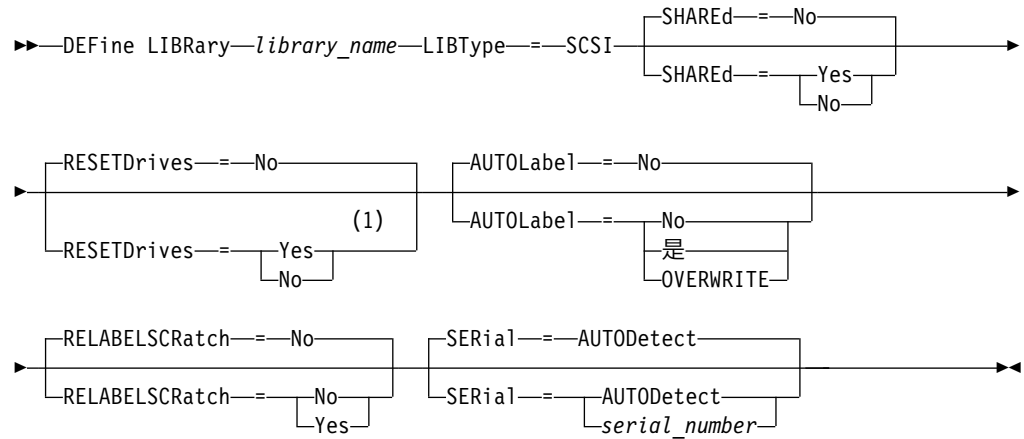 SHAREd = No
DEFine LIBRary library_name LIBType = SCSI
SHAREd = Yes
No
RESETDrives = No AUTOLabel = No
(1)
RESETDrives = Yes
No
AUTOLabel = No
是
OVERWRITE
RELABELSCRatch = No SERial = AUTODetect
RELABELSCRatch = No
Yes
SERial = AUTODetect
serial_number